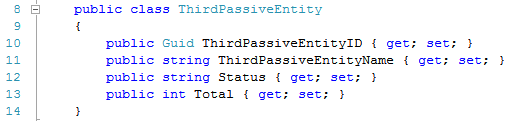 8 public class ThirdPassiveEntity
9 {
10 public Guid ThirdPassiveEntityID { get; set; }
11 public string ThirdPassiveEntityName { get; set; }
12 public string Status { get; set; }
13 public int Total { get; set; }
14 }